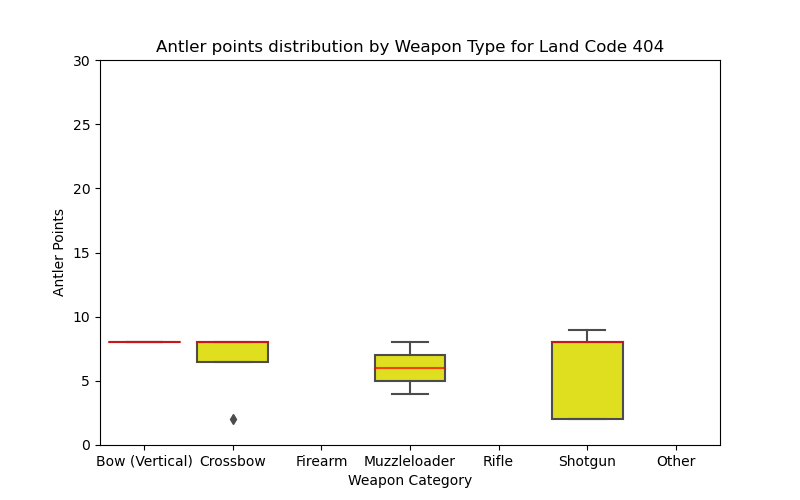 Antler points distribution by Weapon Type for Land Code 404
Antler Points
30
25
20
15
10
5
0
Bow (Vertical) Crossbow Firearm Muzzleloader Rifle Shotgun Other
Weapon Category